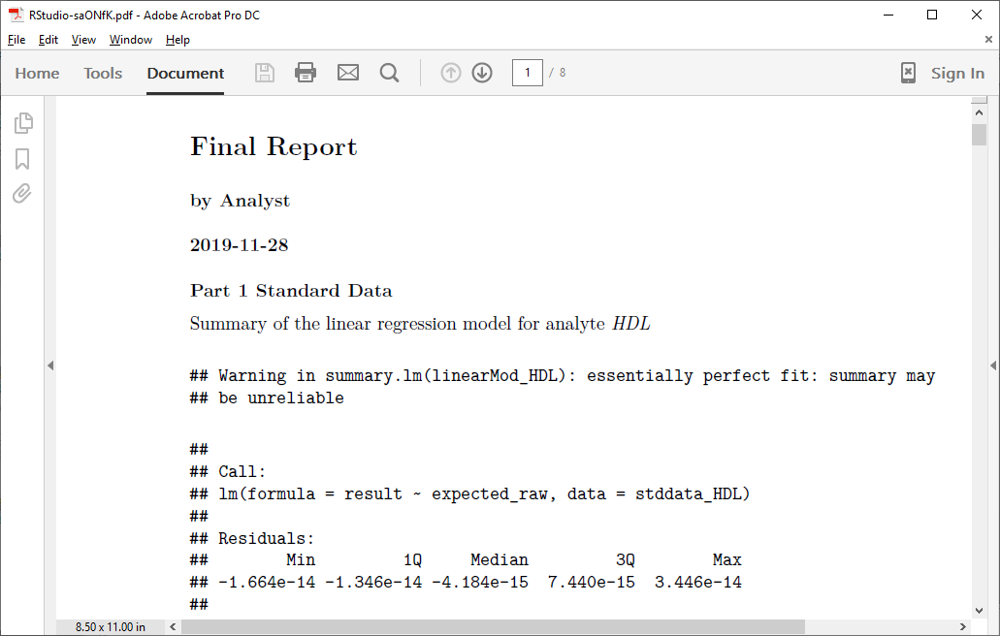 RStudio-saONfK.pdf - Adobe Acrobat Pro DC
File Edit View Window Help
Home Tools Document 1 / 8 Sign In
Final Report
by Analyst
2019-11-28
Part 1 Standard Data
Summary of the linear regression model for analyte HDL
## Warning in summary.lm(linearMod_HDL): essentially perfect fit: summary may
## be unreliable
##
## Call:
## lm(formula = result ~ expected_raw, data = stddata_HDL)
##
## Residuals:
## Min 1Q Median 3Q Max
## -1.664e-14 -1.346e-14 -4.184e-15 7.440e-15 3.446e-14
##
8.50 x 11.00 in